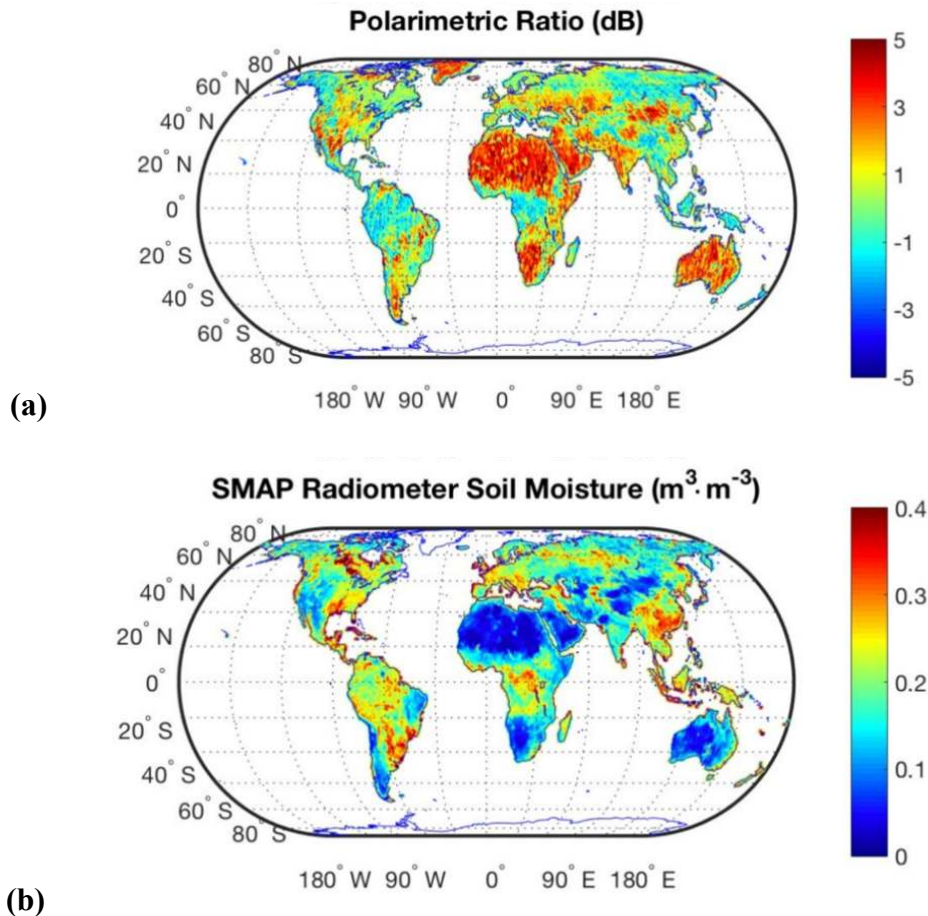 Polarimetric Ratio (dB)
80° N
60° N
40° N
20° N
0°
20° S
40° S
60° S
80° S
180° W 90° W 0° 90° E 180° E
5
3
1
-1
-3
-5
(a)
SMAP Radiometer Soil Moisture (m³·m⁻³)
80° N
60° N
40° N
20° N
0°
20° S
40° S
60° S
80° S
180° W 90° W 0° 90° E 180° E
0.4
0.3
0.2
0.1
0
(b)